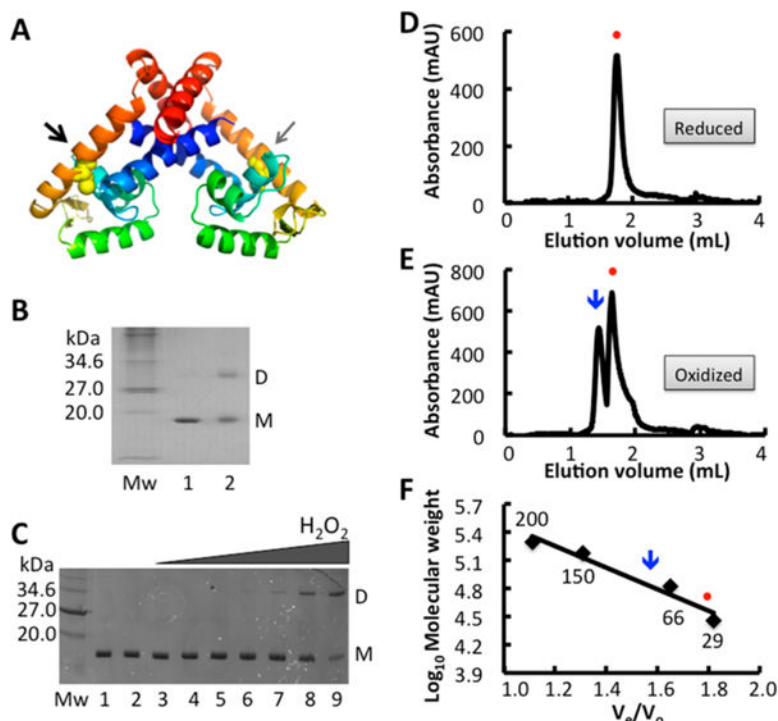 A
B
kDa
34.6
27.0
20.0
D
M
Mw 1 2
C
H2O2
kDa
34.6
27.0
20.0
D
M
Mw 1 2 3 4 5 6 7 8 9
D
Absorbance (mAU)
600
400
200
0
Reduced
0 1 2 3 4
Elution volume (mL)
E
Absorbance (mAU)
800
600
400
200
0
Oxidized
0 1 2 3 4
Elution volume (mL)
F
Log10 Molecular weight
5.7
5.4
5.1
4.8
4.5
4.2
3.9
200
150
66
29
1.0 1.2 1.4 1.6 1.8 2.0
Ve/Vo